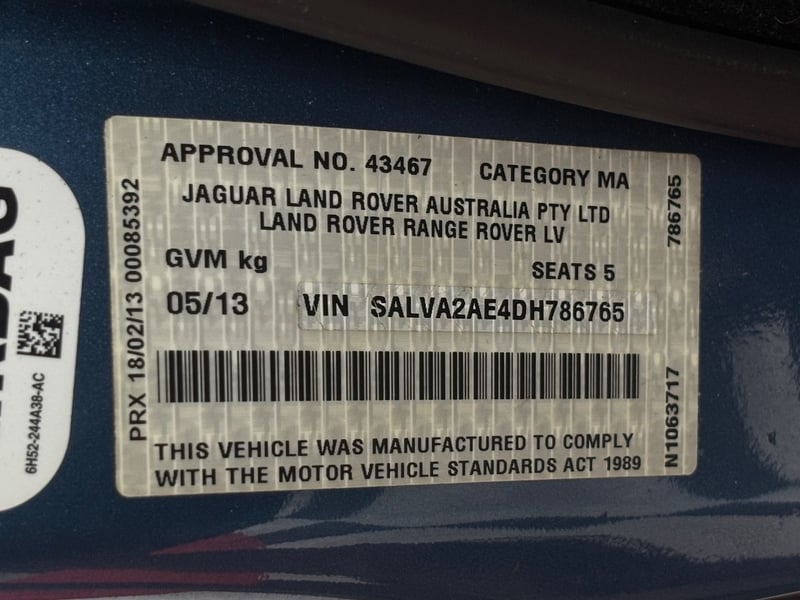 APPROVAL NO. 43467 CATEGORY MA
JAGUAR LAND ROVER AUSTRALIA PTY LTD
LAND ROVER RANGE ROVER LV
GVM kg SEATS 5
05/13 VIN SALVA2AE4DH786765
THIS VEHICLE WAS MANUFACTURED TO COMPLY
WITH THE MOTOR VEHICLE STANDARDS ACT 1989
PRX 18/02/13 00085392
786765
N1063717
6H52-244A38-AC